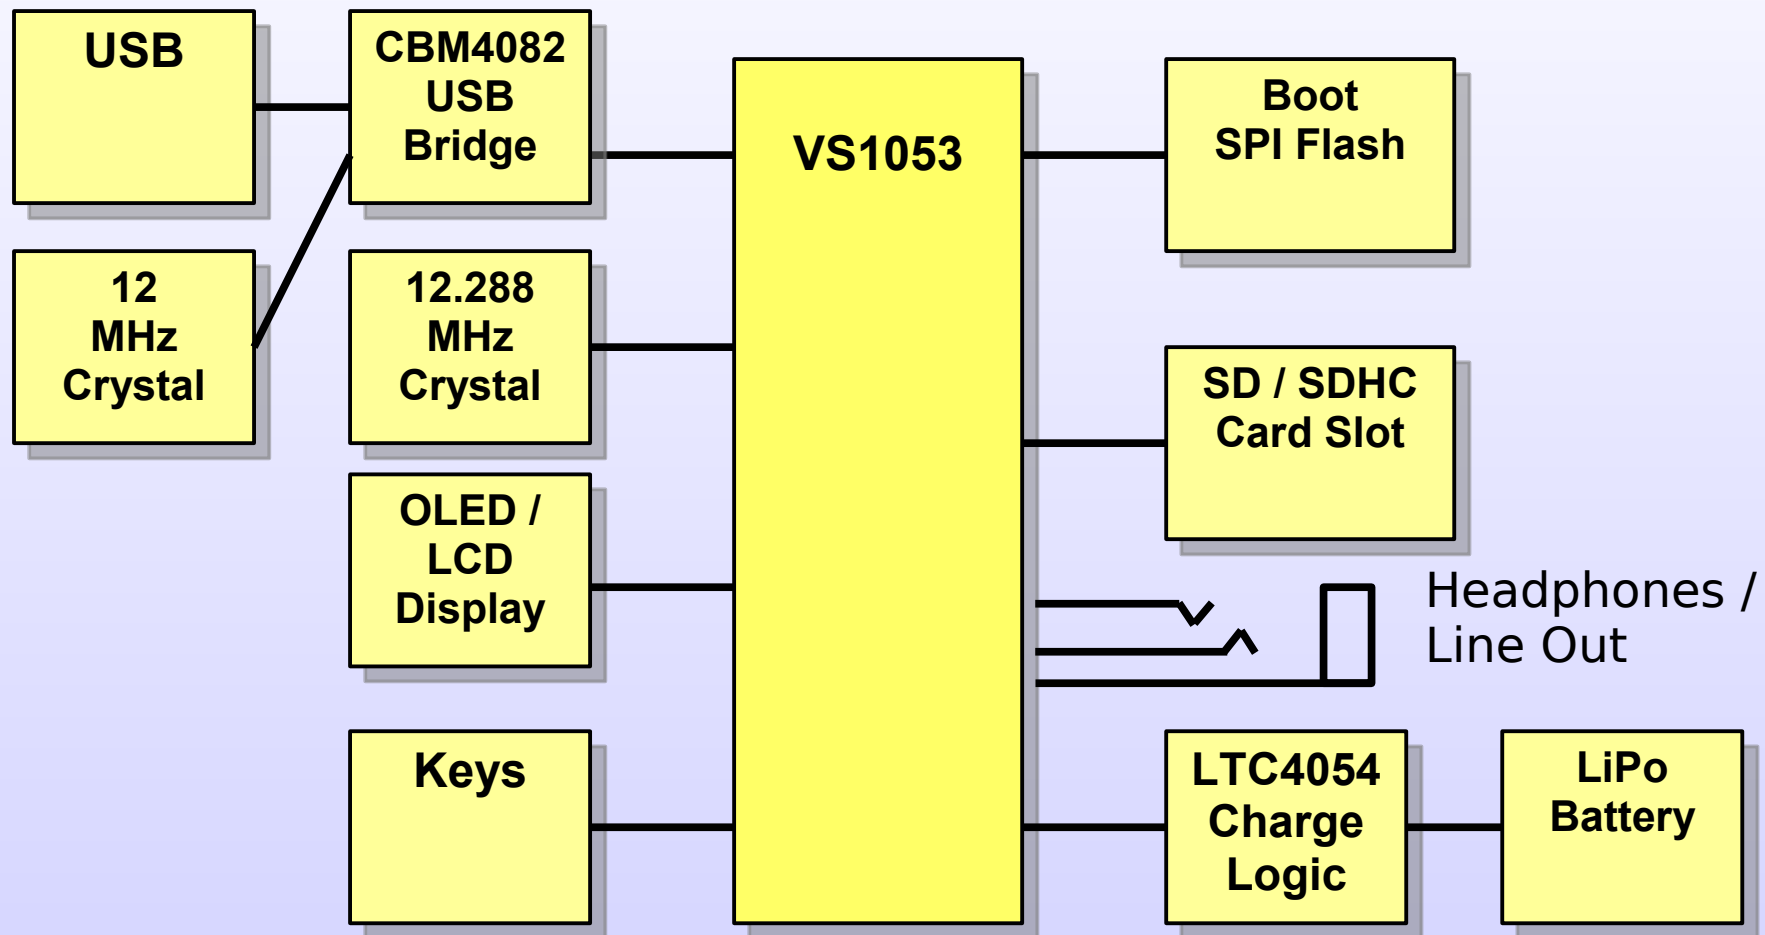 USB
CBM4082
USB
Bridge
VS1053
Boot
SPI Flash
12
MHz
Crystal
12.288
MHz
Crystal
SD / SDHC
Card Slot
OLED /
LCD
Display
Headphones /
Line Out
Keys
LTC4054
Charge
Logic
LiPo
Battery